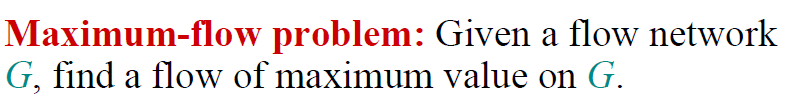 Maximum-flow problem: Given a flow network
G, find a flow of maximum value on G.